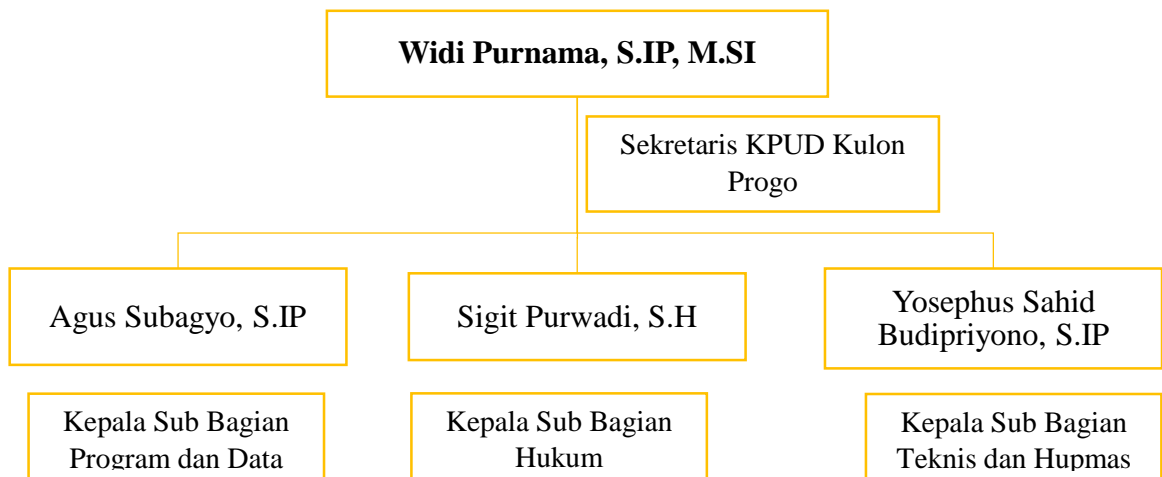 Widi Purnama, S.IP, M.SI
Sekretaris KPUD Kulon
Progo
Agus Subagyo, S.IP
Sigit Purwadi, S.H
Yosephus Sahid
Budipriyono, S.IP
Kepala Sub Bagian
Program dan Data
Kepala Sub Bagian
Hukum
Kepala Sub Bagian
Teknis dan Hupmas